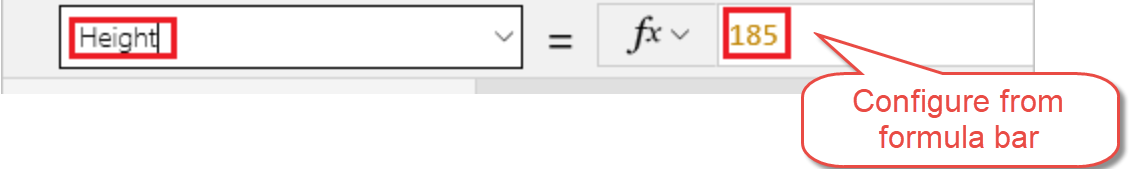 Height = fx 185
Configure from
formula bar